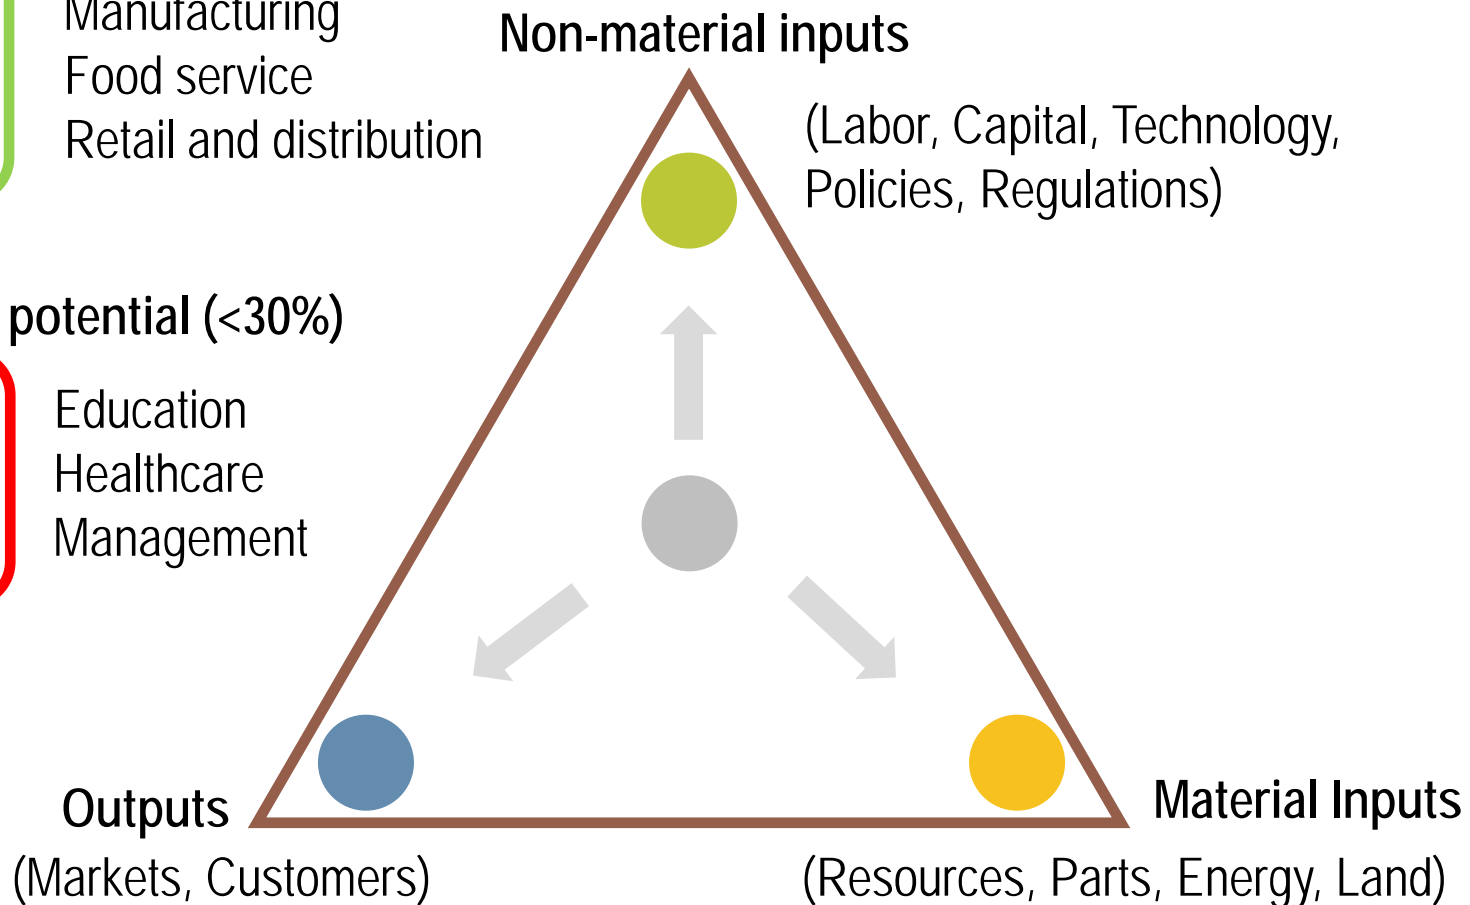 Manufacturing
Food service
Retail and distribution
potential (<30%)
Education
Healthcare
Management
Non-material inputs
(Labor, Capital, Technology,
Policies, Regulations)
Outputs
(Markets, Customers)
Material Inputs
(Resources, Parts, Energy, Land)